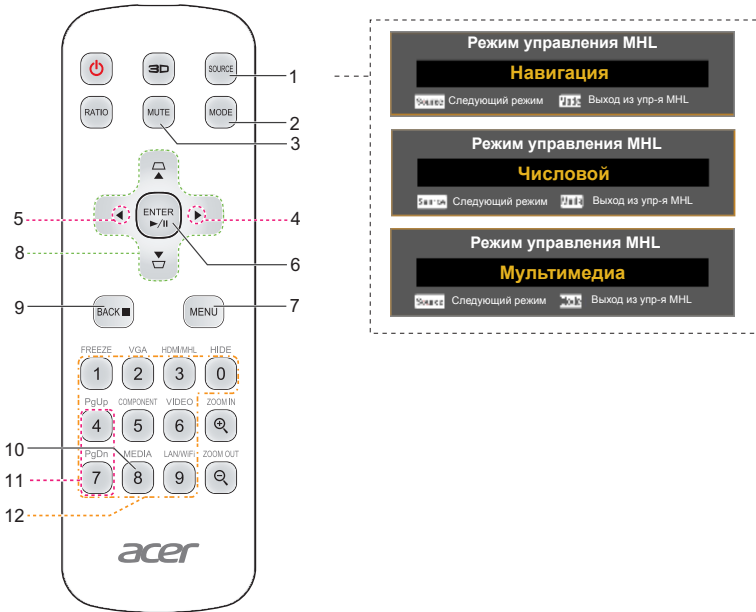 3D
SOURCE
RATIO
MUTE
MODE
1
2
3
ENTER
5
4
8
6
9
BACK
MENU
7
FREEZE
VGA
HDMI/MHL
HIDE
1
2
3
0
PgUp
COMPONENT
VIDEO
ZOOM IN
4
5
6
10
PgDn
MEDIA
LAN/WiFi
ZOOM OUT
7
8
9
11
12
acer
Режим управления MHL
Навигация
Source Следующий режим
Выход из упр-я MHL
Режим управления MHL
Числовой
Source Следующий режим
Выход из упр-я MHL
Режим управления MHL
Мультимедиа
Source Следующий режим
Mode Выход из упр-я MHL